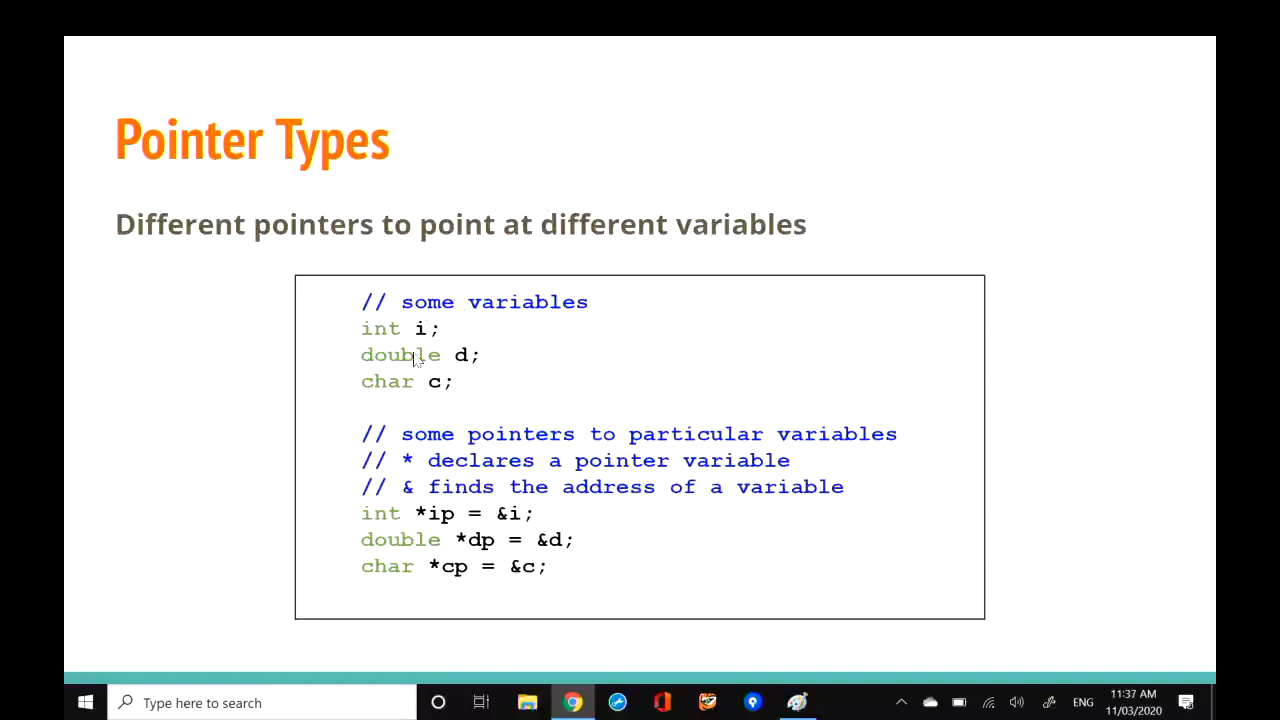 Pointer Types
Different pointers to point at different variables
// some variables
int i;
double d;
char c;
// some pointers to particular variables
// * declares a pointer variable
// & finds the address of a variable
int *ip = &i;
double *dp = &d;
char *cp = &c;
Type here to search
ENG
11:37 AM
11/03/2020